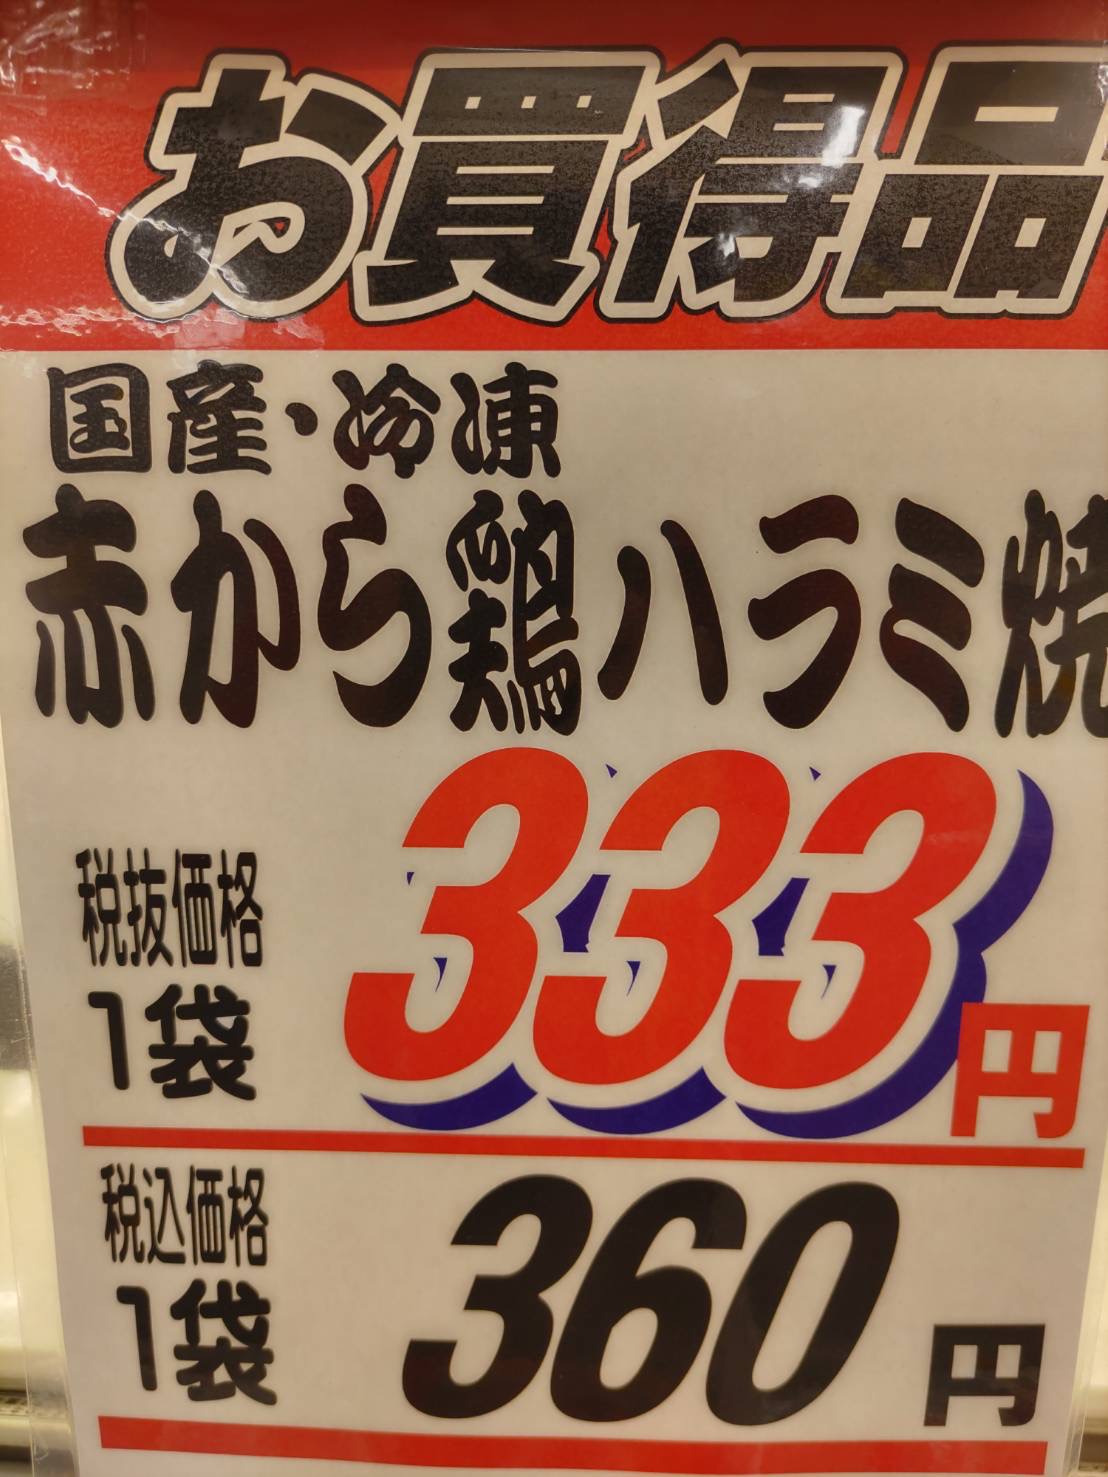 お買得品
国産・冷凍
赤から鶏ハラミ焼
税抜価格
1袋
333円
税込価格
1袋
360円